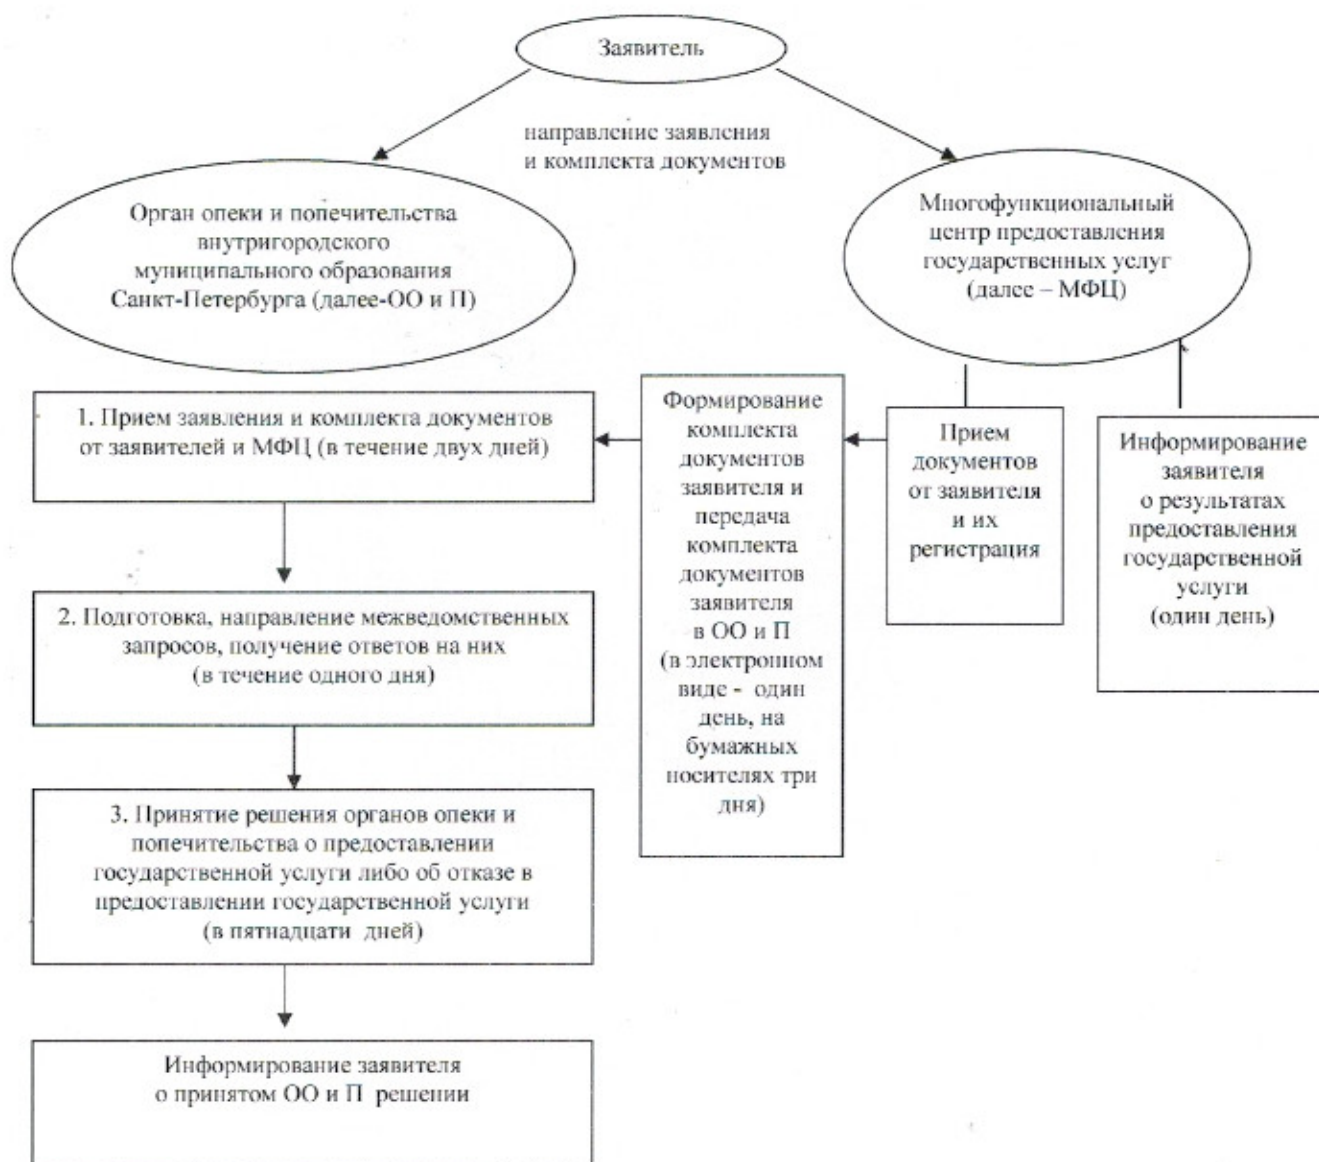 Заявитель
направление заявления
и комплекта документов
Орган опеки и попечительства
внутригородского
муниципального образования
Санкт-Петербурга (далее-ОО и П)
Многофункциональный
центр предоставления
государственных услуг
(далее – МФЦ)
1. Прием заявления и комплекта документов
от заявителей и МФЦ (в течение двух дней)
Формирование
комплекта
документов
заявителя и
передача
комплекта
документов
заявителя
в ОО и П
(в электронном
виде - один
день, на
бумажных
носителях три
дня)
Прием
документов
от заявителя
и их
регистрация
Информирование
заявителя
о результатах
предоставления
государственной
услуги
(один день)
2. Подготовка, направление межведомственных
запросов, получение ответов на них
(в течение одного дня)
3. Принятие решения органов опеки и
попечительства о предоставлении
государственной услуги либо об отказе в
предоставлении государственной услуги
(в пятнадцати дней)
Информирование заявителя
о принятом ОО и П решении